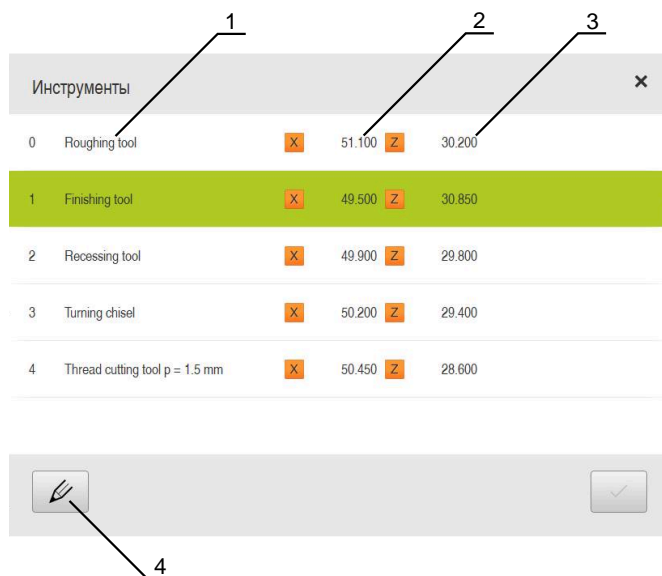 1 2 3
Инструменты ×
0 Roughing tool X 51.100 Z 30.200
1 Finishing tool X 49.500 Z 30.850
2 Recessing tool X 49.900 Z 29.800
3 Turning chisel X 50.200 Z 29.400
4 Thread cutting tool p = 1.5 mm X 50.450 Z 28.600
4